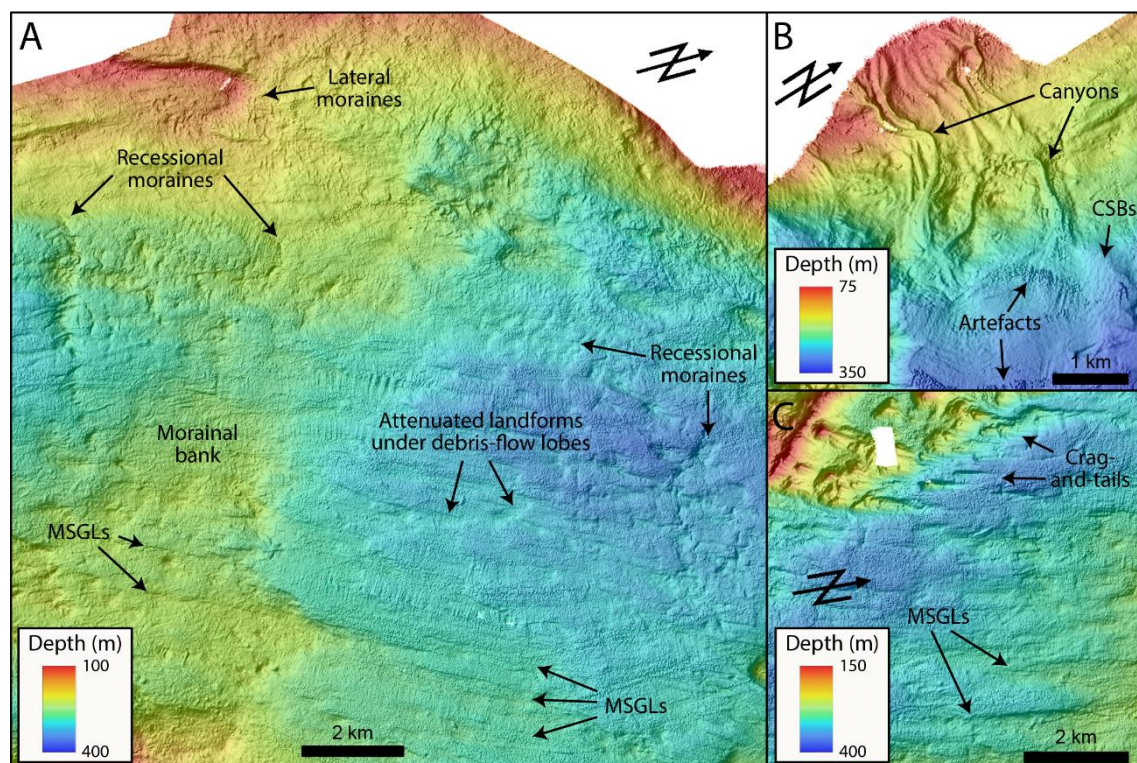 A
Lateral
moraines
Recessional
moraines
Recessional
moraines
Attenuated landforms
under debris-flow lobes
Morainal
bank
MSGLs
MSGLs
Depth (m)
100
400
2 km
B
Canyons
CSBs
Depth (m)
75
350
Artefacts
1 km
C
Crag-
and-tails
MSGLs
Depth (m)
150
400
2 km